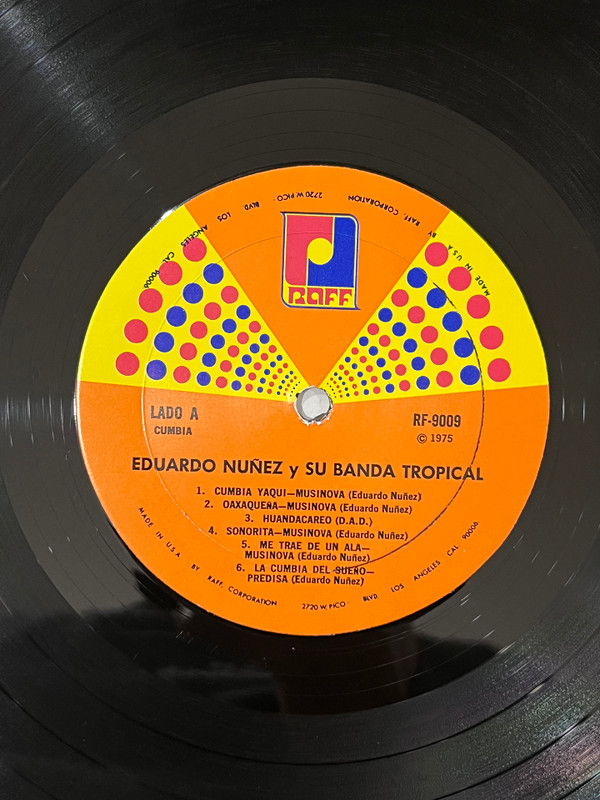 MADE IN U.S.A. BY RAFF. CORPORATION 2720 W. PICO BLVD. LOS ANGELES CAL. 90006
RAFF
LADO A
CUMBIA
RF-9009
© 1975
EDUARDO NUÑEZ y SU BANDA TROPICAL
1. CUMBIA YAQUI—MUSINOVA (Eduardo Nuñez)
2. OAXAQUEÑA—MUSINOVA (Eduardo Nuñez)
3. HUANDACAREO (D.A.D.)
4. SONORITA—MUSINOVA (Eduardo Nuñez)
5. ME TRAE DE UN ALA—
MUSINOVA (Eduardo Nuñez)
6. LA CUMBIA DEL SUEÑO—
PREDISA (Eduardo Nuñez)
MADE IN U.S.A. BY RAFF. CORPORATION 2720 W. PICO BLVD. LOS ANGELES CAL. 90006